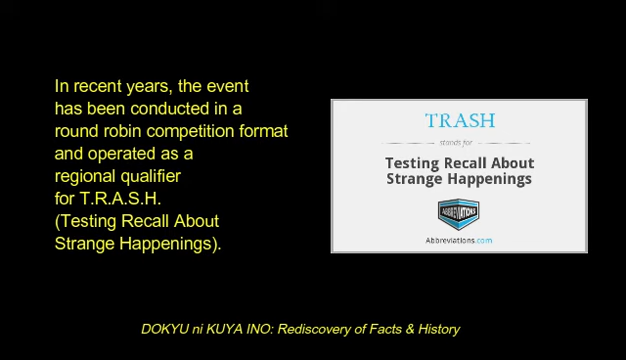 In recent years, the event
has been conducted in a
round robin competition format
and operated as a
regional qualifier
for T.R.A.S.H.
(Testing Recall About
Strange Happenings).
TRASH
stands for
Testing Recall About
Strange Happenings
ABBREVIATIONS
Abbreviations.com
DOKYU ni KUYA INO: Rediscovery of Facts & History